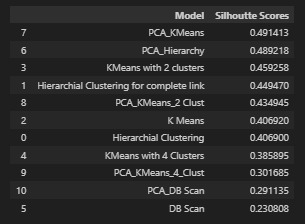 Model Silhoutte Scores
7 PCA_KMeans 0.491413
6 PCA_Hierarchy 0.489218
3 KMeans with 2 clusters 0.459258
1 Hierarchial Clustering for complete link 0.449470
8 PCA_KMeans_2 Clust 0.434945
2 K Means 0.406920
0 Hierarchial Clustering 0.406900
4 KMeans with 4 Clusters 0.385895
9 PCA_KMeans_4_Clust 0.301685
10 PCA_DB Scan 0.291135
5 DB Scan 0.230808